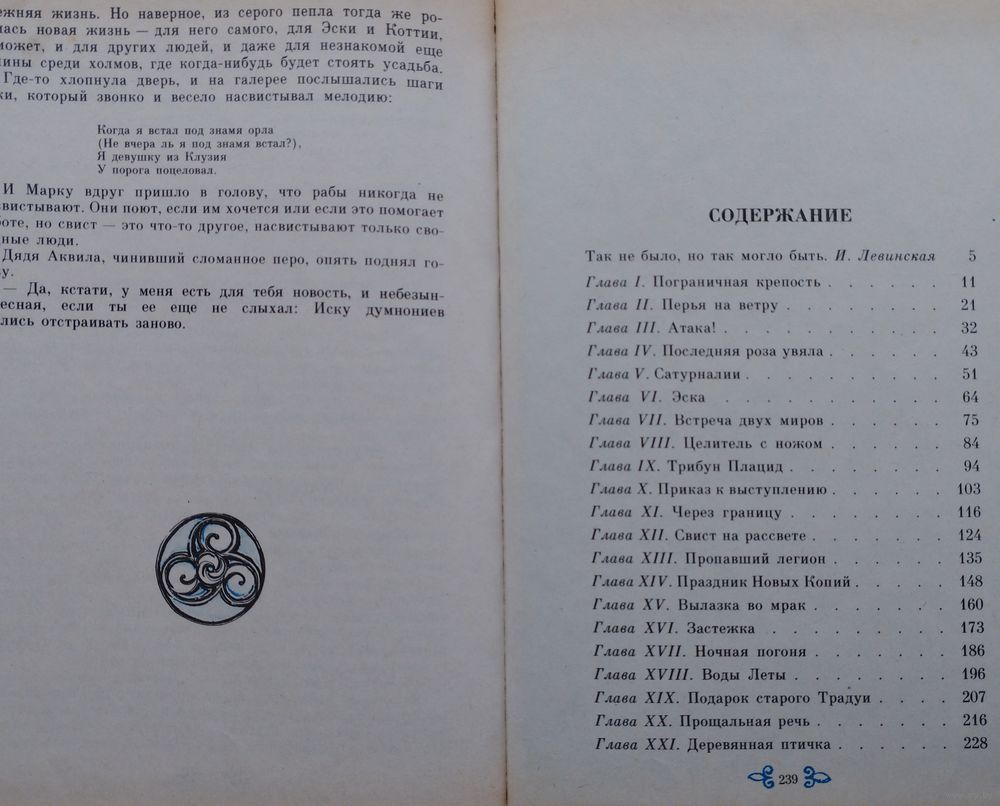 ежняя жизнь. Но наверное, из серого пепла тогда же ро-
лась новая жизнь — для него самого, для Эски и Коттии,
может, и для других людей, и даже для незнакомой еще
ины среди холмов, где когда-нибудь будет стоять усадьба.
Где-то хлопнула дверь, и на галерее послышались шаги
ки, который звонко и весело насвистывал мелодию:
Когда я встал под знамя орла
(Не вчера ль я под знамя встал?),
Я девушку из Клузия
У порога поцеловал.
И Марку вдруг пришло в голову, что рабы никогда не
свистывают. Они поют, если им хочется или если это помогает
боте, но свист — это что-то другое, насвистывают только сво-
ные люди.
Дядя Аквила, чинивший сломанное перо, опять поднял го-
ву.
— Да, кстати, у меня есть для тебя новость, и небезын-
есная, если ты ее еще не слыхал: Иску думнониев
лись отстраивать заново.
СОДЕРЖАНИЕ
Так не было, но так могло быть. И. Левинская 5
Глава I. Пограничная крепость . . . . . . 11
Глава II. Перья на ветру . . . . . . . . 21
Глава III. Атака! . . . . . . . . . . 32
Глава IV. Последняя роза увяла . . . . . . 43
Глава V. Сатурналии . . . . . . . . . 51
Глава VI. Эска . . . . . . . . . . 64
Глава VII. Встреча двух миров . . . . . . 75
Глава VIII. Целитель с ножом . . . . . . 84
Глава IX. Трибун Плацид . . . . . . . 94
Глава X. Приказ к выступлению . . . . . . 103
Глава XI. Через границу . . . . . . . . 116
Глава XII. Свист на рассвете . . . . . . . 124
Глава XIII. Пропавший легион . . . . . . 135
Глава XIV. Праздник Новых Копий . . . . . 148
Глава XV. Вылазка во мрак . . . . . . . 160
Глава XVI. Застежка . . . . . . . . . 173
Глава XVII. Ночная погоня . . . . . . . 186
Глава XVIII. Воды Леты . . . . . . . . 196
Глава XIX. Подарок старого Традуи . . . . 207
Глава XX. Прощальная речь . . . . . . . 216
Глава XXI. Деревянная птичка . . . . . . 228
239